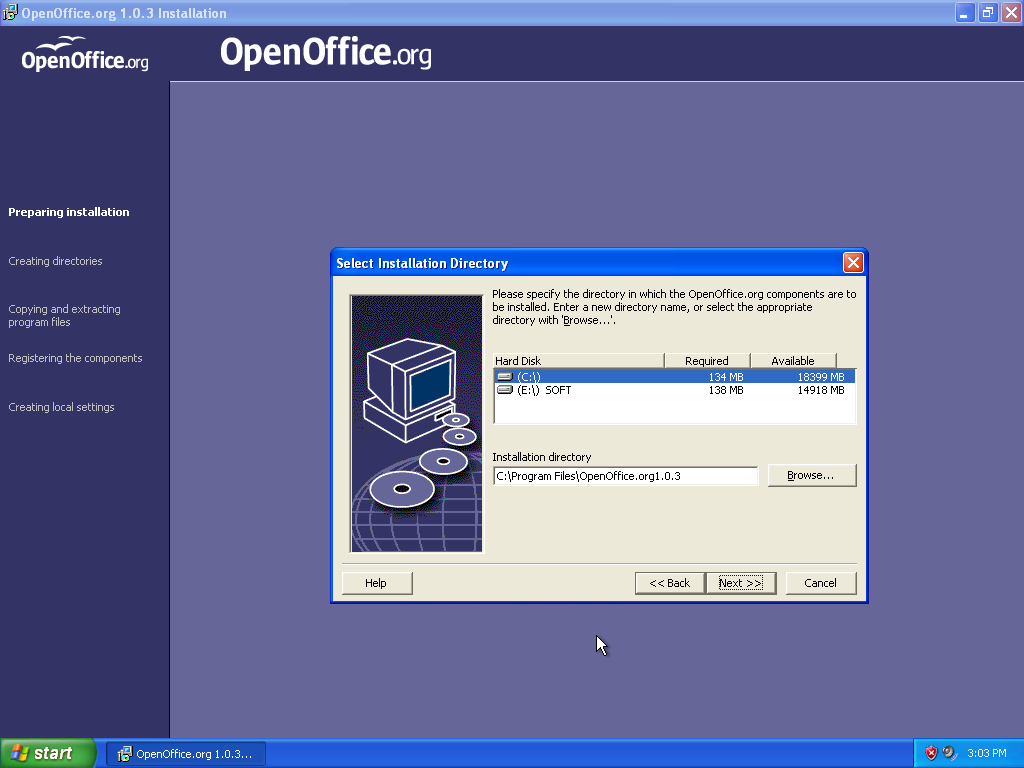 OpenOffice.org 1.0.3 Installation
OpenOffice.org
OpenOffice.org
Preparing installation
Creating directories
Copying and extracting
program files
Registering the components
Creating local settings
Select Installation Directory
Please specify the directory in which the OpenOffice.org components are to
be installed. Enter a new directory name, or select the appropriate
directory with 'Browse...'.
Hard Disk Required Available
(C:\) 134 MB 18399 MB
(E:\) SOFT 138 MB 14918 MB
Installation directory
C:\Program Files\OpenOffice.org1.0.3
Browse...
Help
<< Back
Next >>
Cancel
start
OpenOffice.org 1.0.3...
3:03 PM